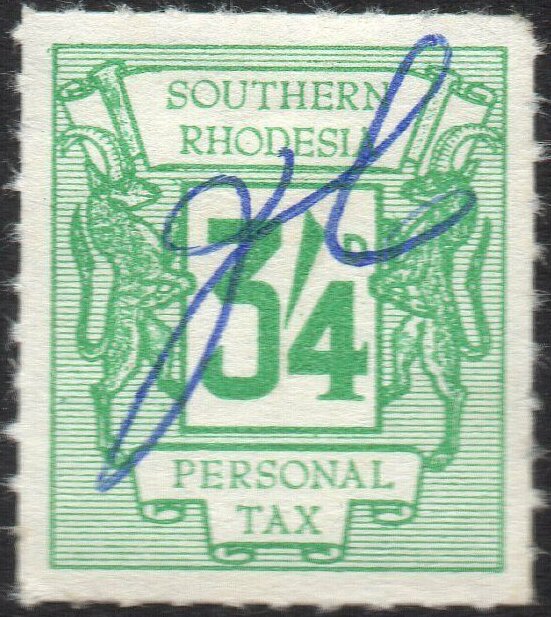 SOUTHERN
RHODESIA
3/4
PERSONAL
TAX